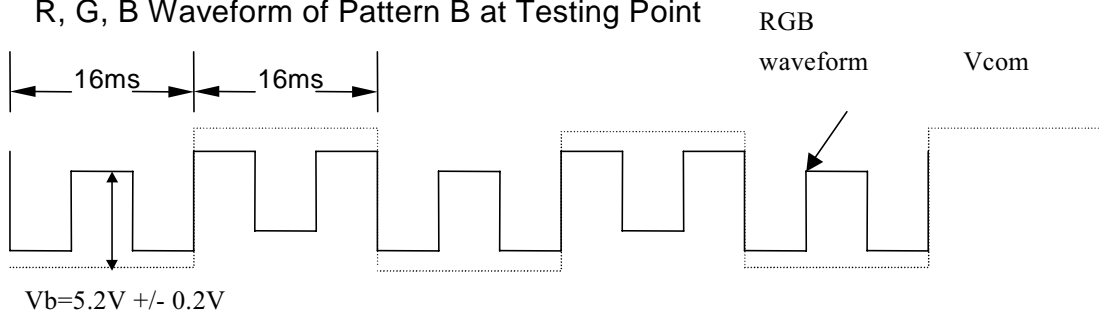 R, G, B Waveform of Pattern B at Testing Point
RGB
waveform
Vcom
16ms
16ms
Vb=5.2V +/- 0.2V